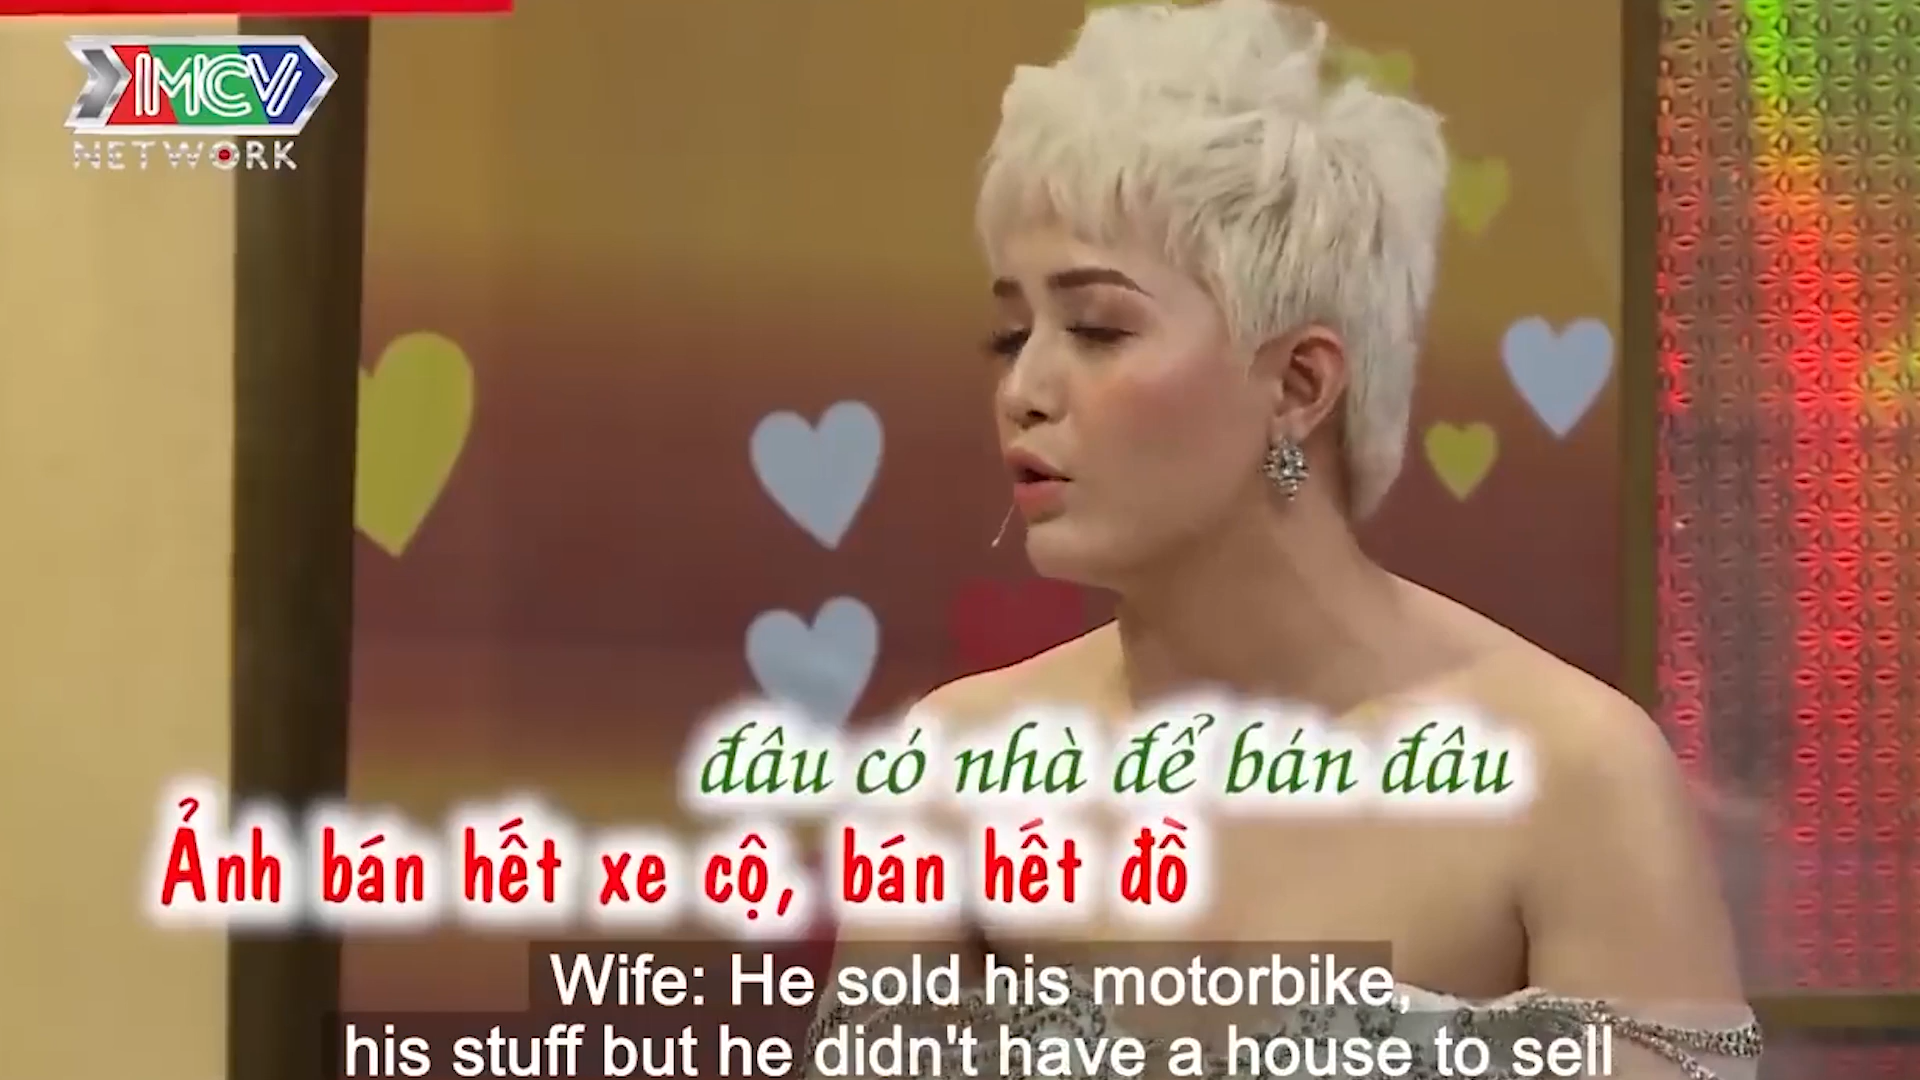 MCV
NETWORK
đâu có nhà để bán đâu
Ảnh bán hết xe cộ, bán hết đồ
Wife: He sold his motorbike,
his stuff but he didn't have a house to sell